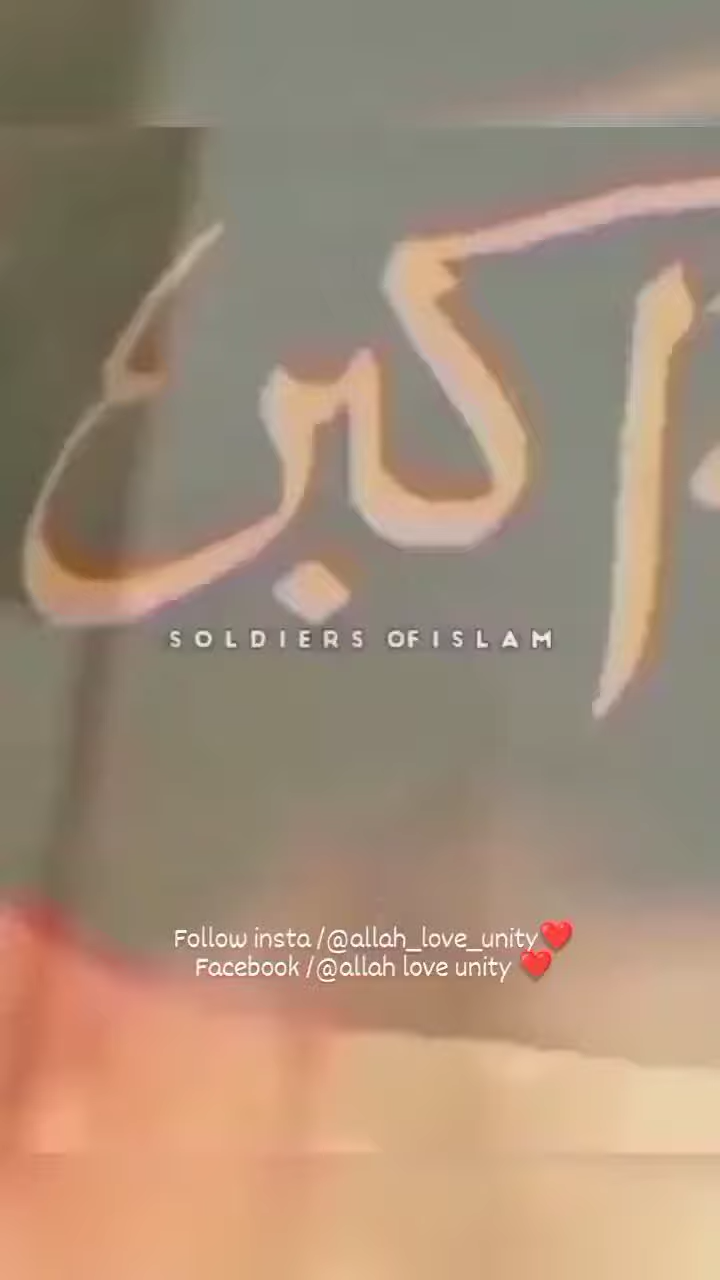 اكبر
SOLDIERS OF ISLAM
Follow insta /@allah_love_unity❤️
Facebook /@allah love unity ❤️